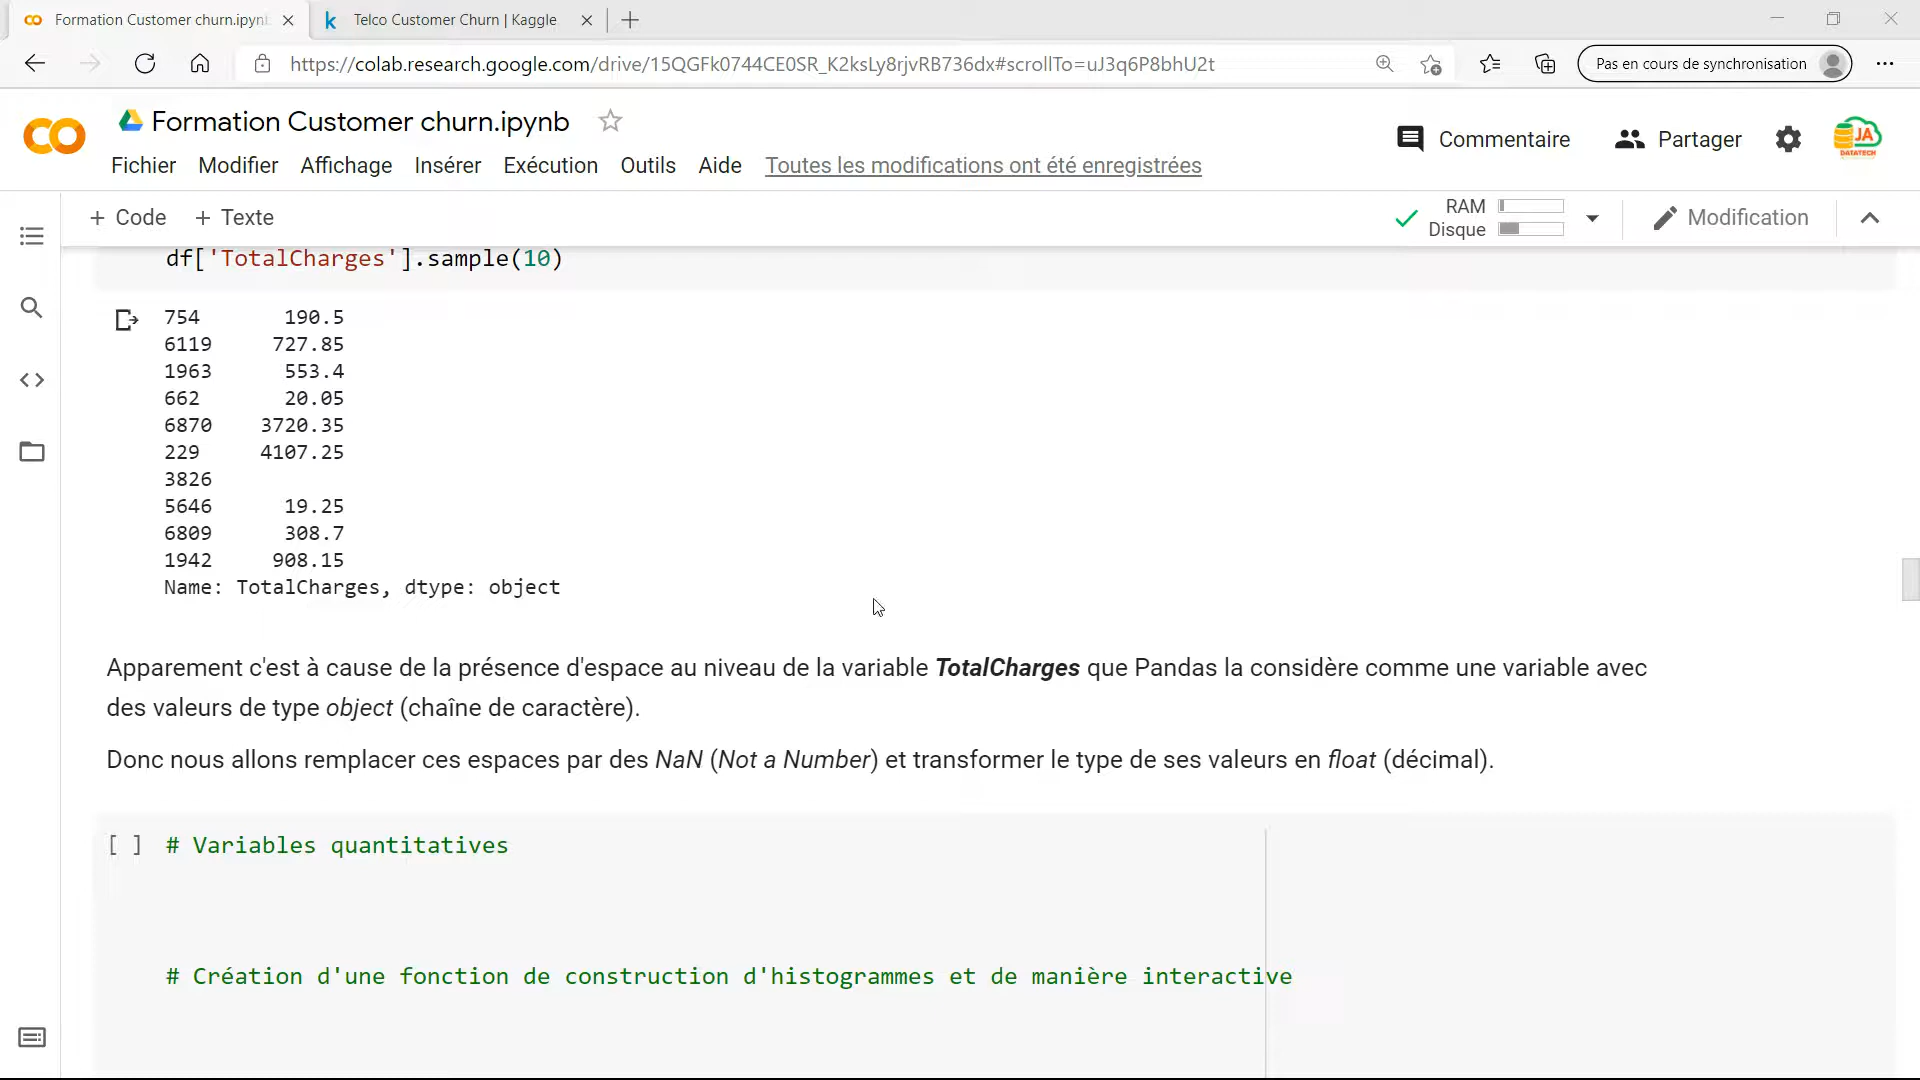 Formation Customer churn.ipynb
Telco Customer Churn | Kaggle
https://colab.research.google.com/drive/15QGFk0744CE0SR_K2ksLy8rjvRB736dx#scrollTo=uJ3q6P8bhU2t
Pas en cours de synchronisation
Formation Customer churn.ipynb
Commentaire
Partager
JA
DATATECH
Fichier Modifier Affichage Insérer Exécution Outils Aide Toutes les modifications ont été enregistrées
+ Code + Texte
RAM
Disque
Modification
df['TotalCharges'].sample(10)
754 190.5
6119 727.85
1963 553.4
662 20.05
6870 3720.35
229 4107.25
3826
5646 19.25
6809 308.7
1942 908.15
Name: TotalCharges, dtype: object
Apparement c'est à cause de la présence d'espace au niveau de la variable TotalCharges que Pandas la considère comme une variable avec
des valeurs de type object (chaîne de caractère).
Donc nous allons remplacer ces espaces par des NaN (Not a Number) et transformer le type de ses valeurs en float (décimal).
[ ] # Variables quantitatives
# Création d'une fonction de construction d'histogrammes et de manière interactive